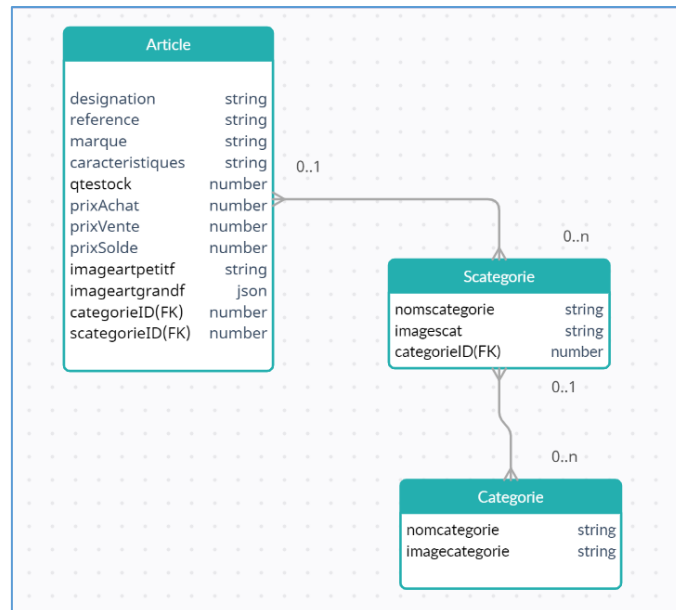 Article
designation string
reference string
marque string
caracteristiques string
qtestock number
prixAchat number
prixVente number
prixSolde number
imageartpetitf string
imageartgrandf json
categorieID(FK) number
scategorieID(FK) number
0..1
0..n
Scategorie
nomscategorie string
imagescat string
categorieID(FK) number
0..1
0..n
Categorie
nomcategorie string
imagecategorie string